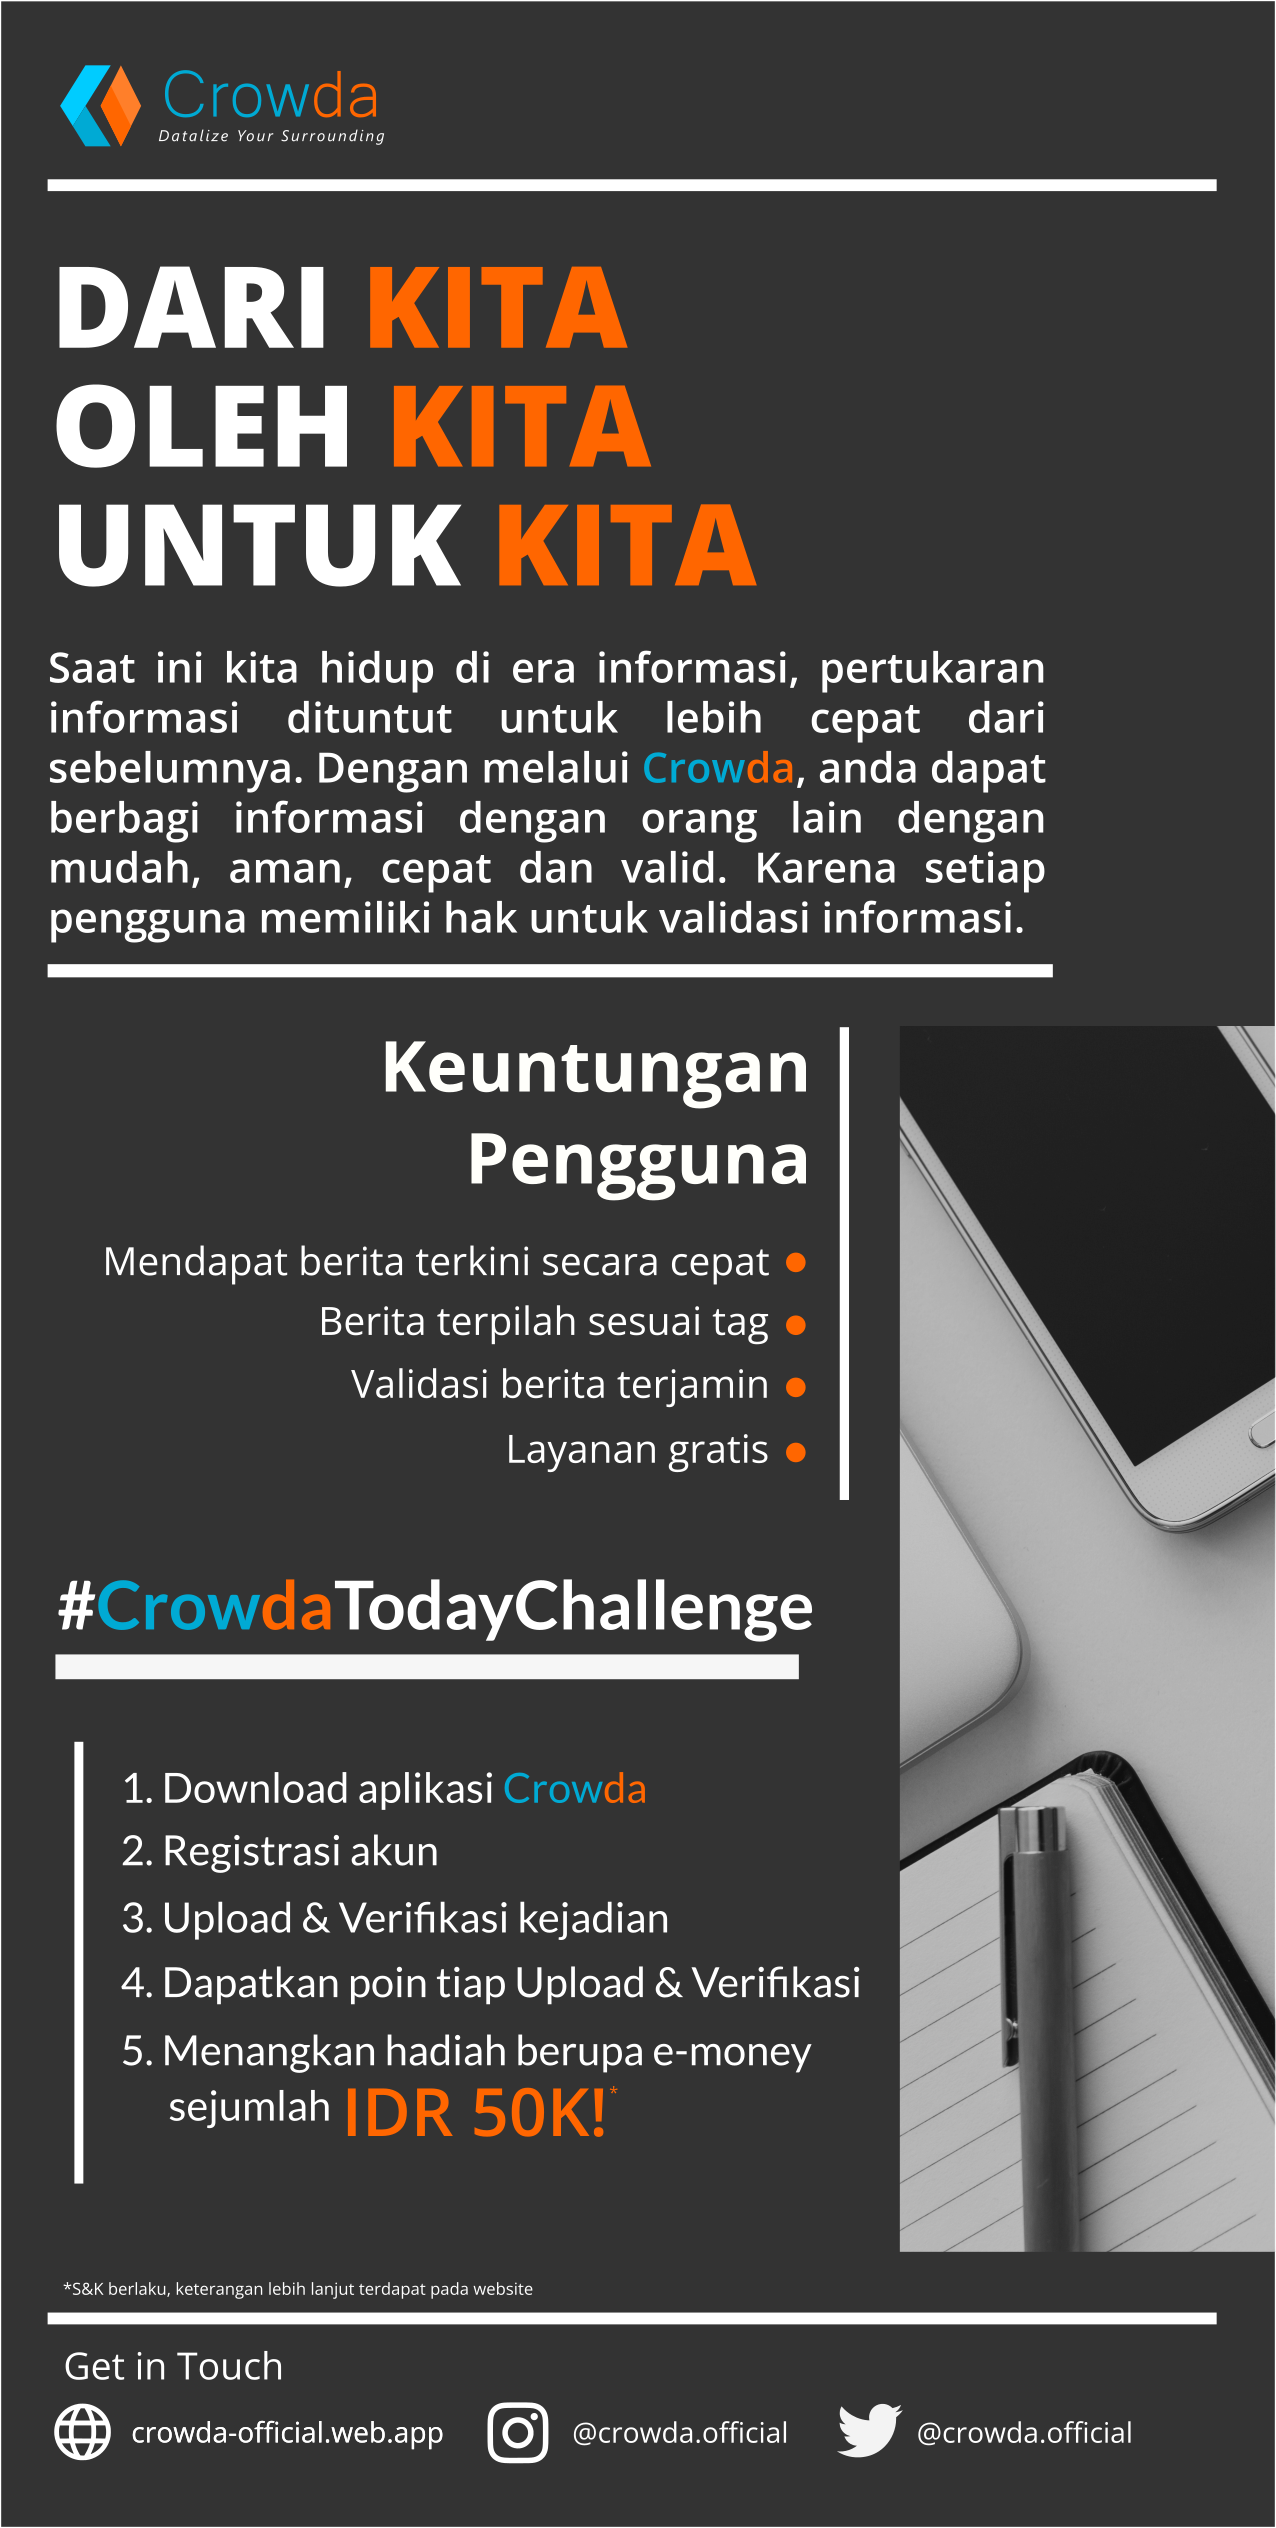 Crowda
Datalize Your Surrounding
DARI KITA
OLEH KITA
UNTUK KITA
Saat ini kita hidup di era informasi, pertukaran
informasi dituntut untuk lebih cepat dari
sebelumnya. Dengan melalui Crowda, anda dapat
berbagi informasi dengan orang lain dengan
mudah, aman, cepat dan valid. Karena setiap
pengguna memiliki hak untuk validasi informasi.
Keuntungan
Pengguna
Mendapat berita terkini secara cepat
Berita terpilah sesuai tag
Validasi berita terjamin
Layanan gratis
#CrowdaTodayChallenge
1. Download aplikasi Crowda
2. Registrasi akun
3. Upload & Verifikasi kejadian
4. Dapatkan poin tiap Upload & Verifikasi
5. Menangkan hadiah berupa e-money
sejumlah IDR 50K!*
*S&K berlaku, keterangan lebih lanjut terdapat pada website
Get in Touch
crowda-official.web.app
@crowda.official
@crowda.official